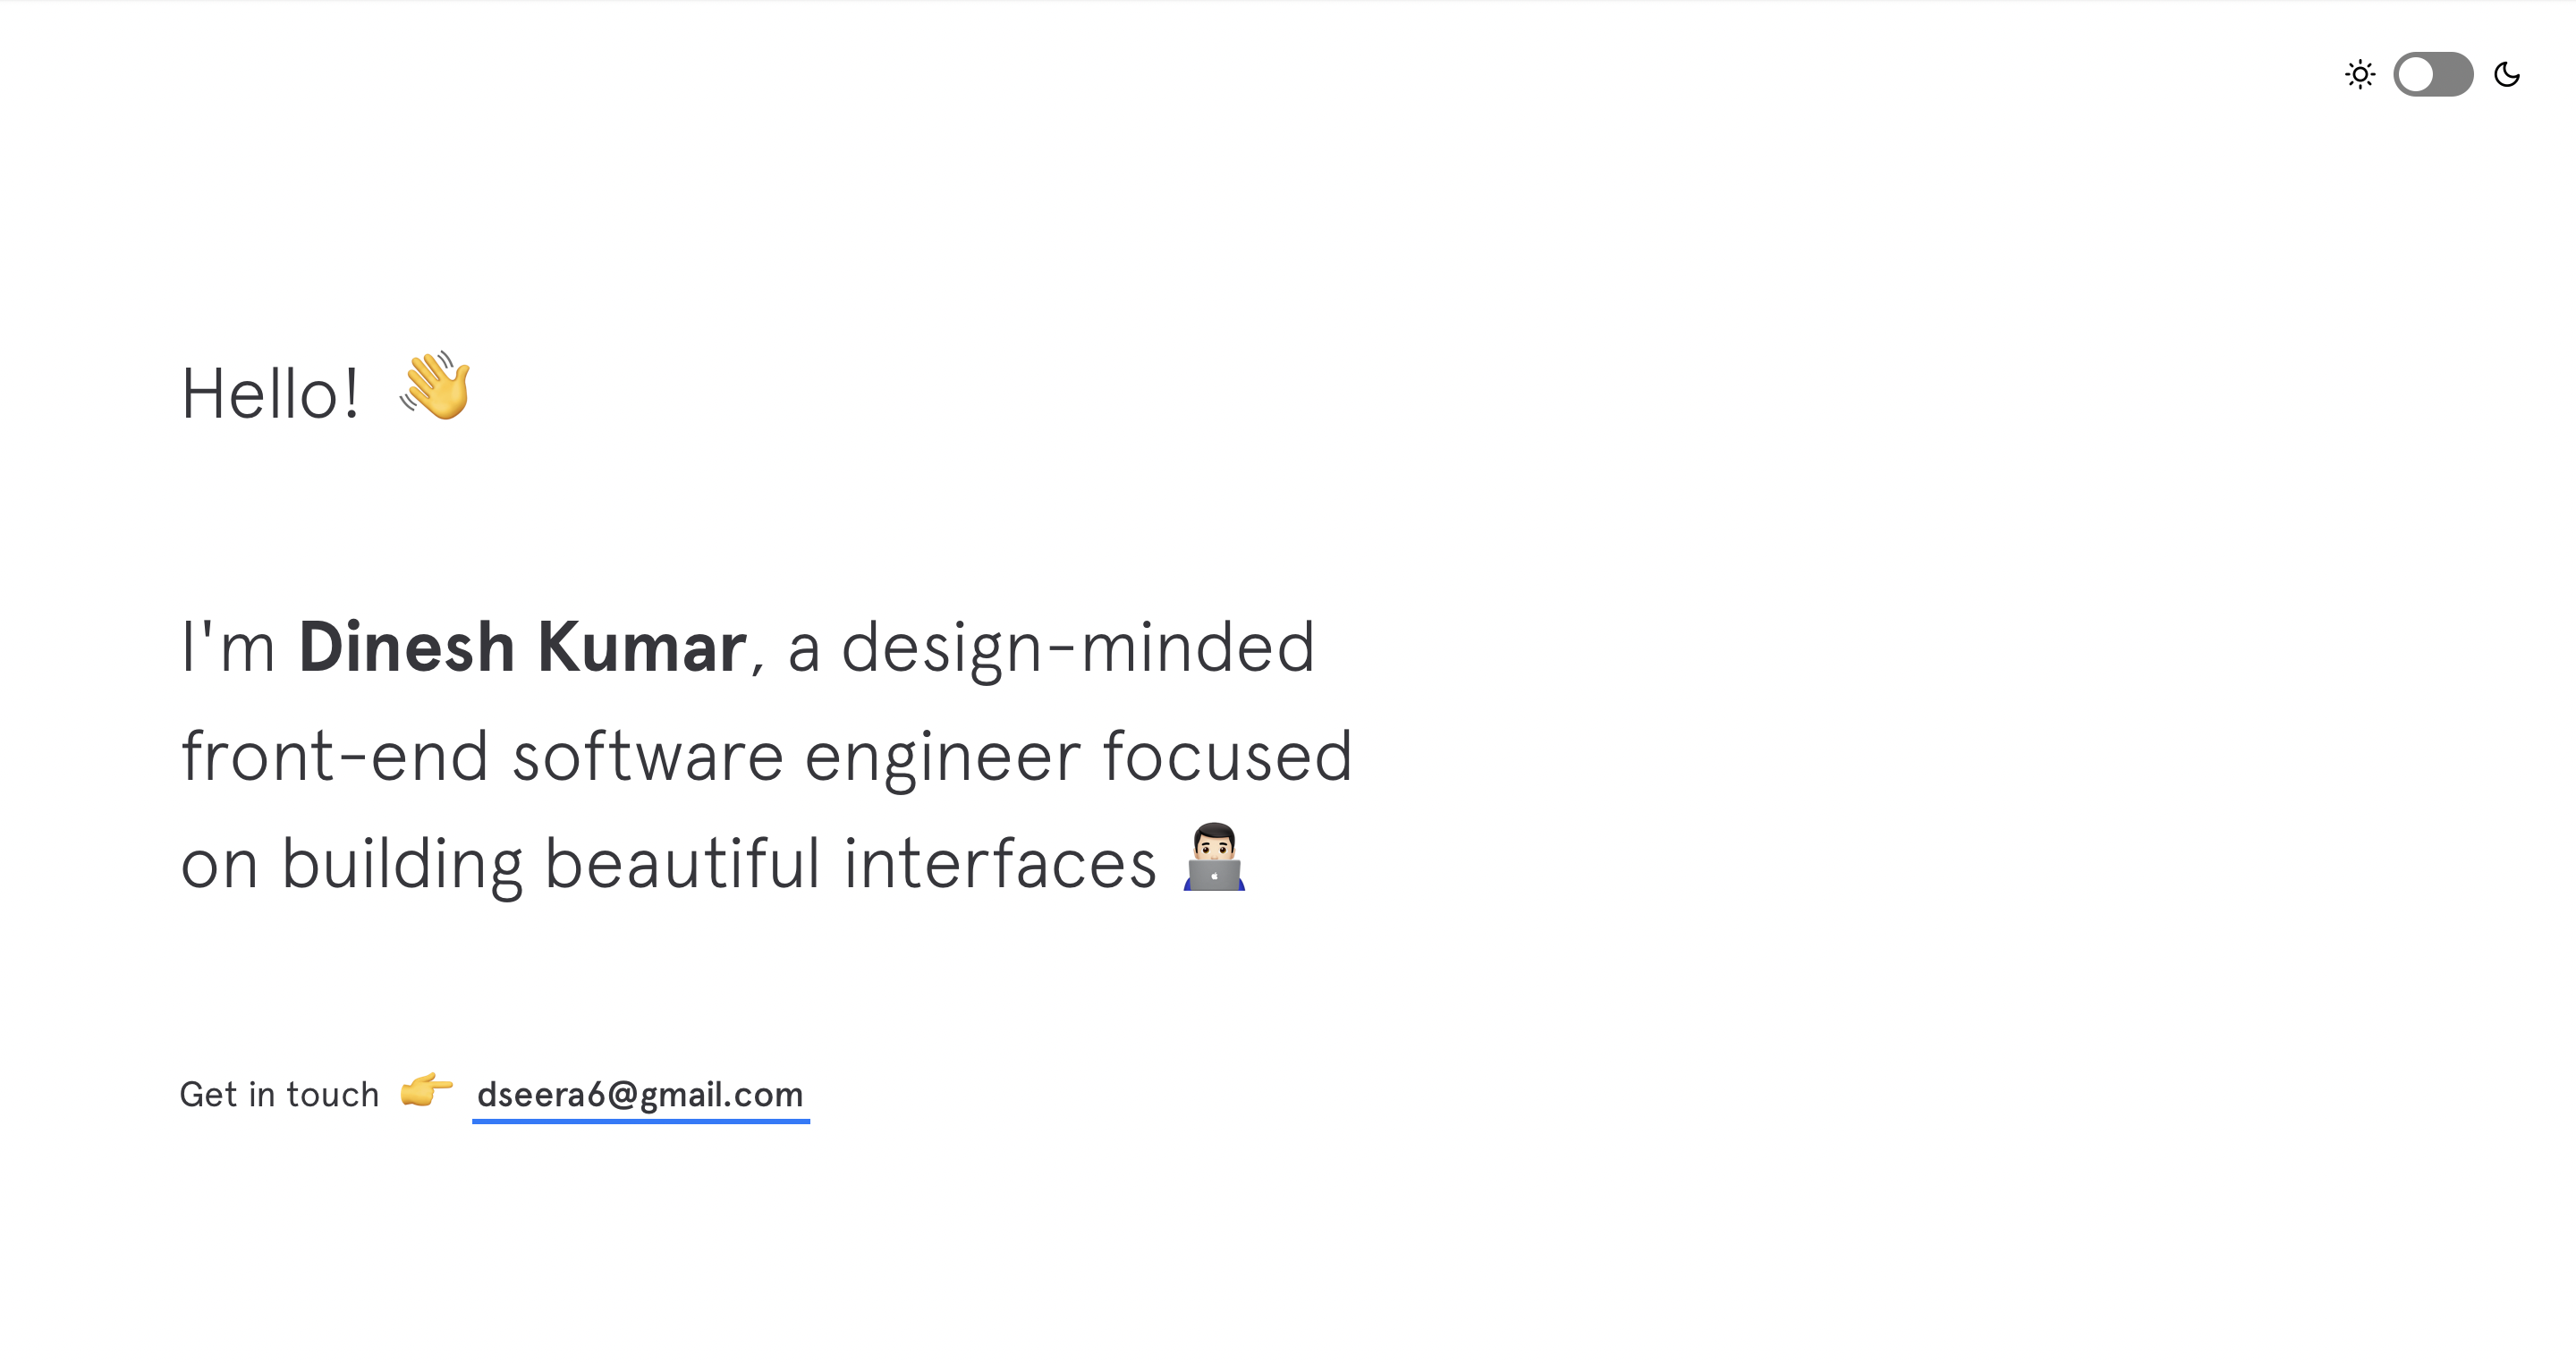 Hello! 👋
I'm Dinesh Kumar, a design-minded
front-end software engineer focused
on building beautiful interfaces 👨🏻‍💻
Get in touch 👉 dseera6@gmail.com